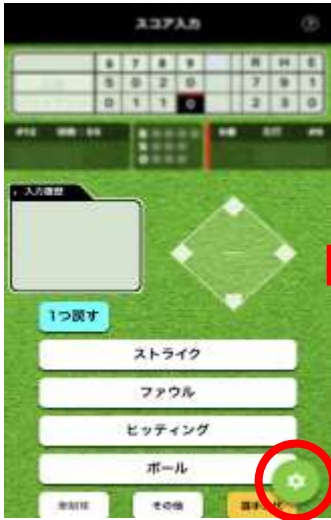 スコア入力
6 7 8 9 R H E
5 0 2 0 7 9 1
0 1 1 0 2 3 0
入力履歴
1つ戻す
ストライク
ファウル
ヒッティング
ボール
その他